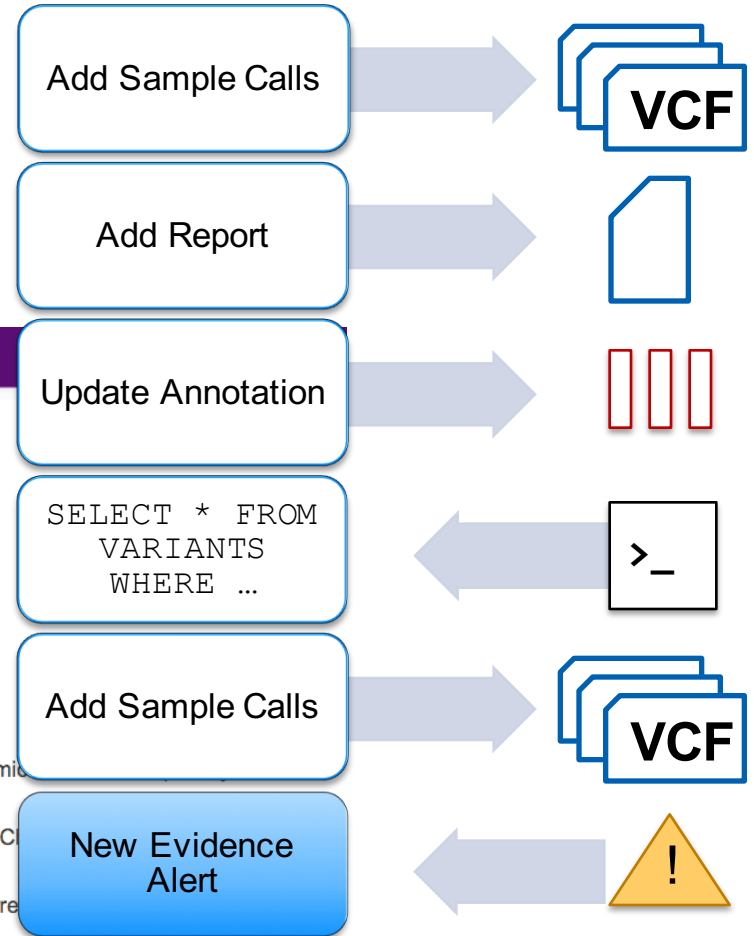 Add Sample Calls
VCF
Add Report
Update Annotation
SELECT * FROM
VARIANTS
WHERE …
>_
Add Sample Calls
VCF
New Evidence
Alert
!